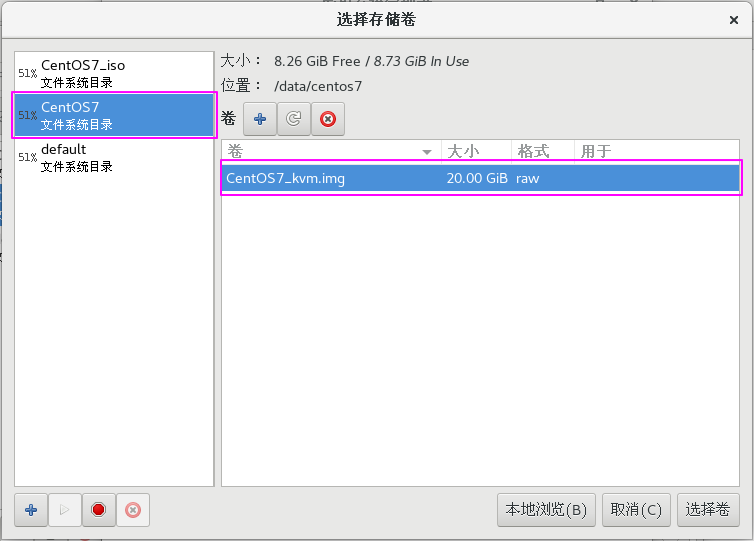 选择存储卷
51% CentOS7_iso
文件系统目录
51% CentOS7
文件系统目录
51% default
文件系统目录
大小： 8.26 GiB Free / 8.73 GiB In Use
位置： /data/centos7
卷
卷 大小 格式 用于
CentOS7_kvm.img 20.00 GiB raw
本地浏览(B) 取消(C) 选择卷